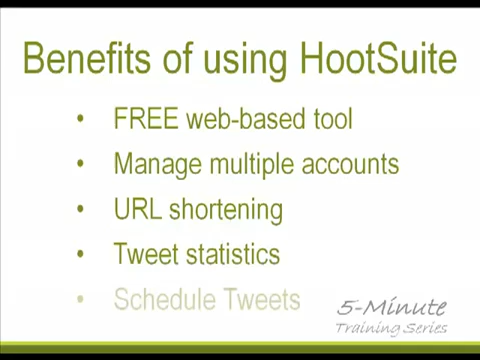 Benefits of using HootSuite
• FREE web-based tool
• Manage multiple accounts
• URL shortening
• Tweet statistics
• Schedule Tweets
5-Minute
Training Series